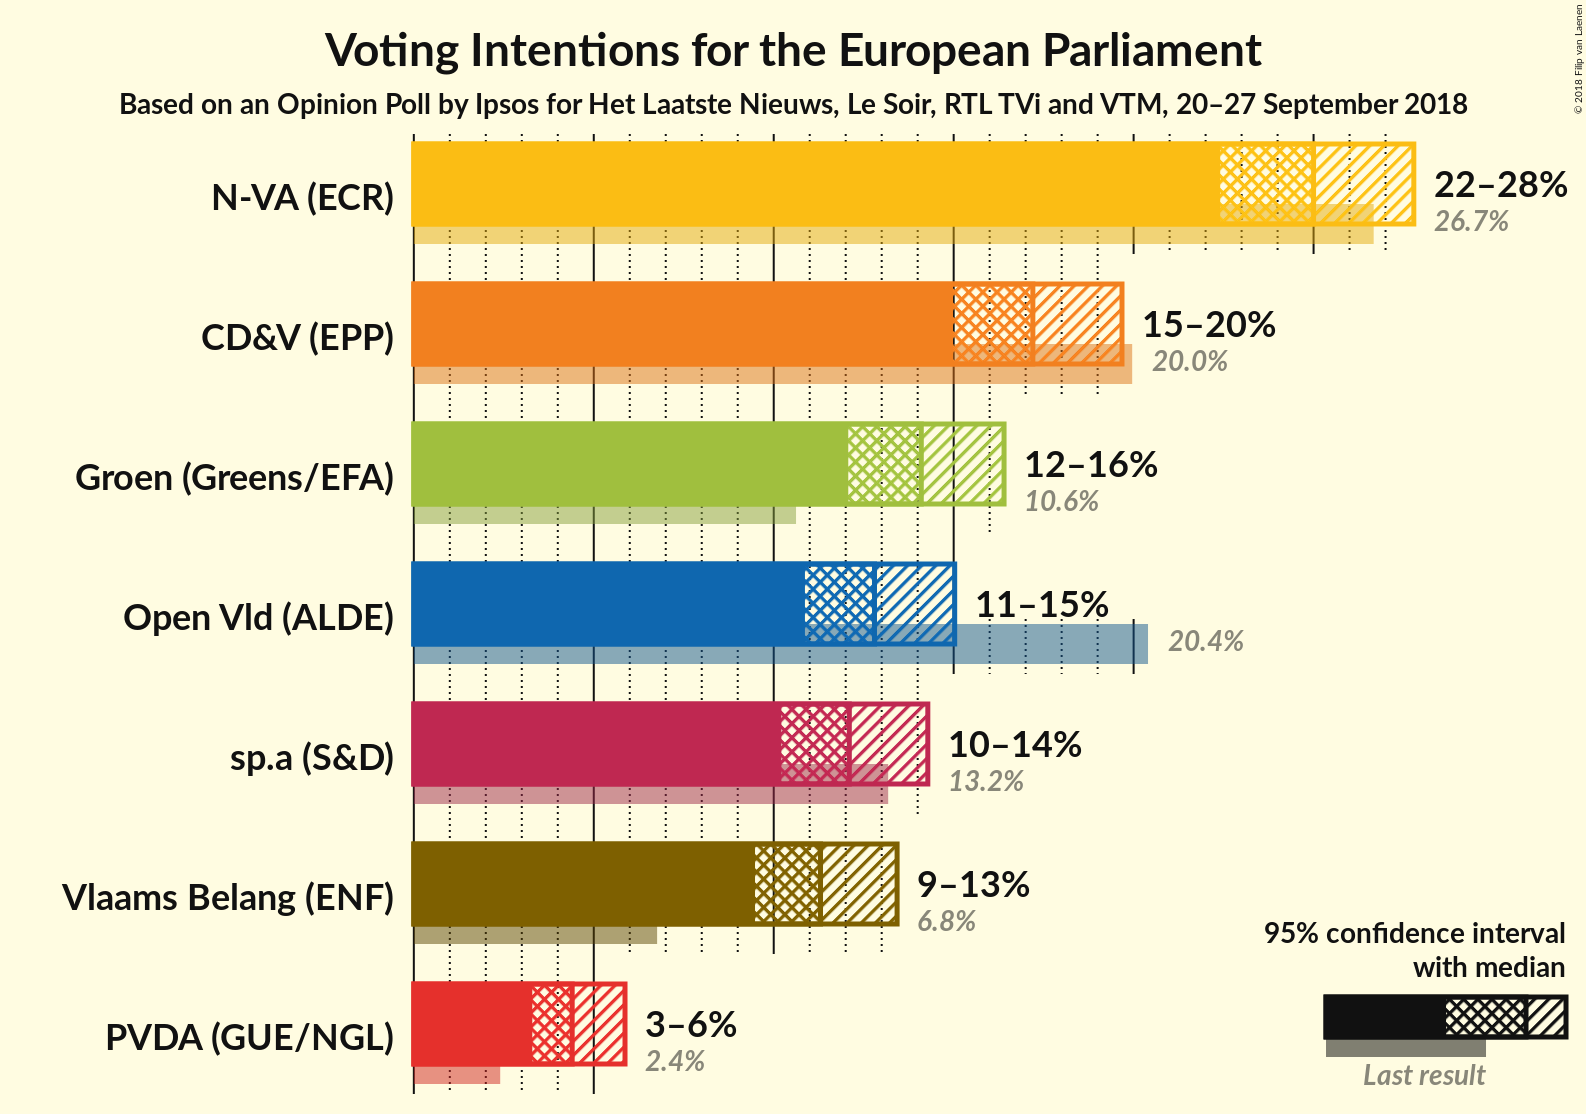 Voting Intentions for the European Parliament
Based on an Opinion Poll by Ipsos for Het Laatste Nieuws, Le Soir, RTL TVi and VTM, 20–27 September 2018
© 2018 Filip van Laenen
N-VA (ECR)
22–28%
26.7%
CD&V (EPP)
15–20%
20.0%
Groen (Greens/EFA)
12–16%
10.6%
Open Vld (ALDE)
11–15%
20.4%
sp.a (S&D)
10–14%
13.2%
Vlaams Belang (ENF)
9–13%
6.8%
PVDA (GUE/NGL)
3–6%
2.4%
95% confidence interval
with median
Last result